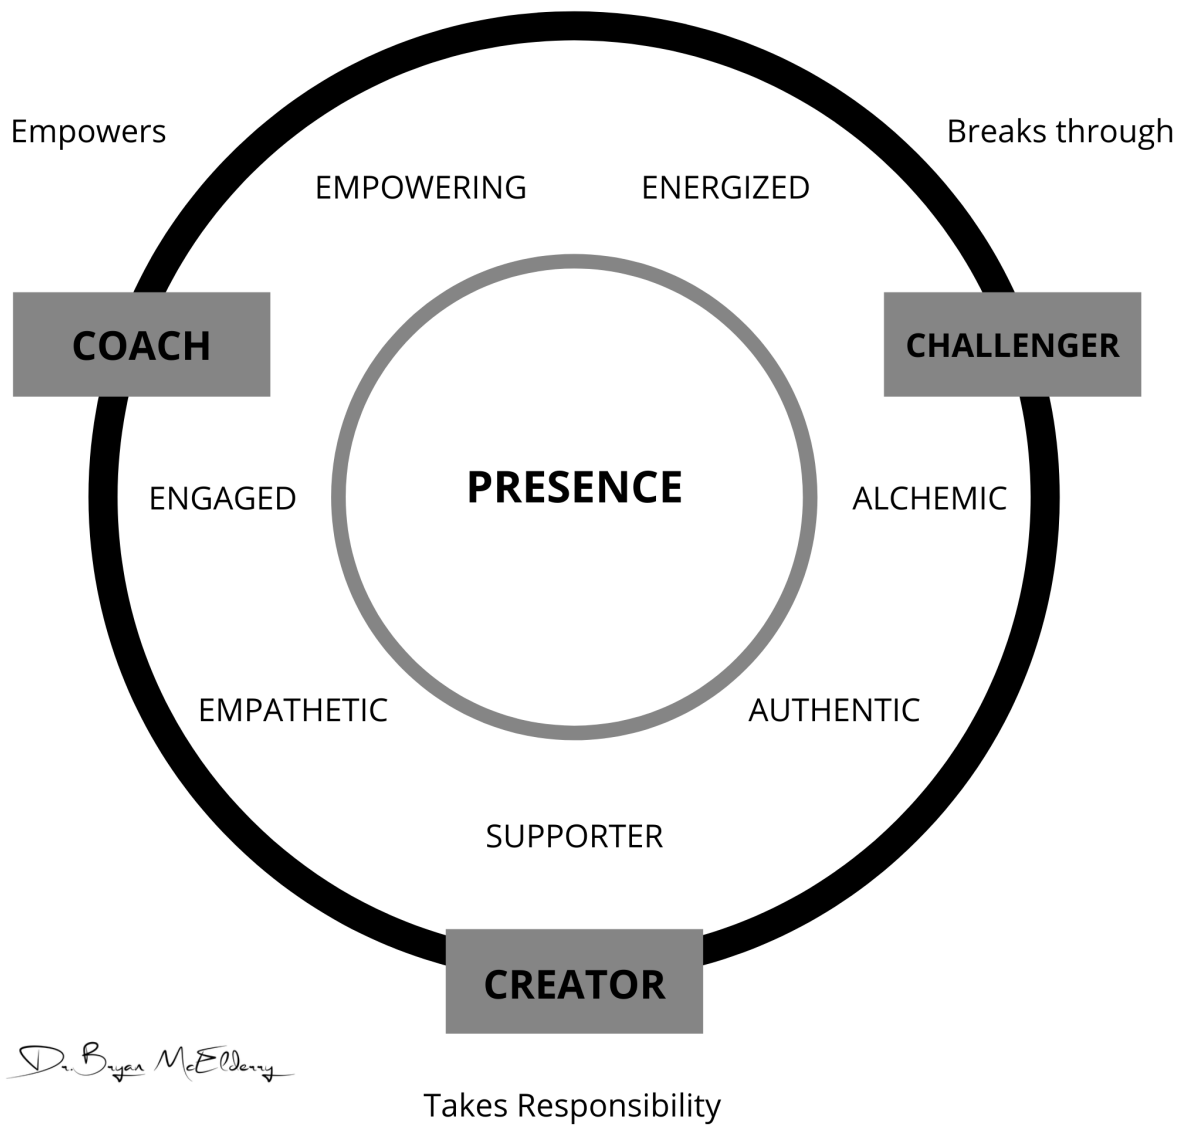 Empowers
Breaks through
EMPOWERING
ENERGIZED
COACH
CHALLENGER
PRESENCE
ENGAGED
ALCHEMIC
EMPATHETIC
AUTHENTIC
SUPPORTER
CREATOR
Dr. Bryan McElderry
Takes Responsibility